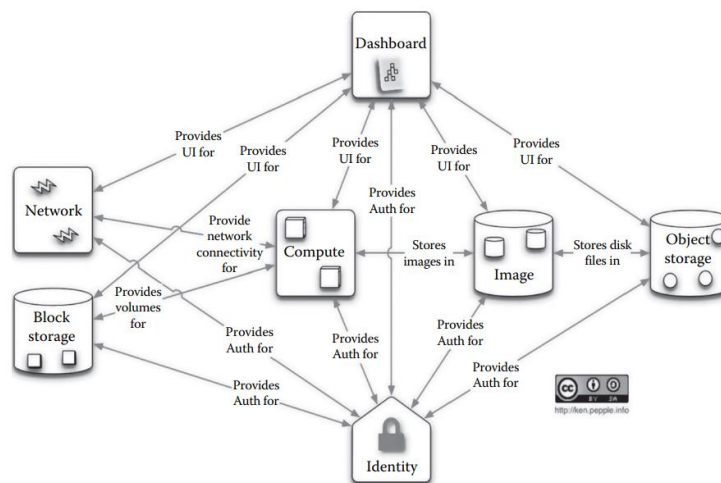 Dashboard
Provides
UI for
Provides
UI for
Provides
UI for
Provides
UI for
Provides
UI for
Provides
Auth for
Network
Provide
network
connectivity
for
Compute
Stores
images in
Image
Stores disk
files in
Object
storage
Block
storage
Provides
volumes
for
Provides
Auth for
Provides
Auth for
Provides
Auth for
Provides
Auth for
Provides
Auth for
cc
BY SA
http://ken.pepple.info
Identity